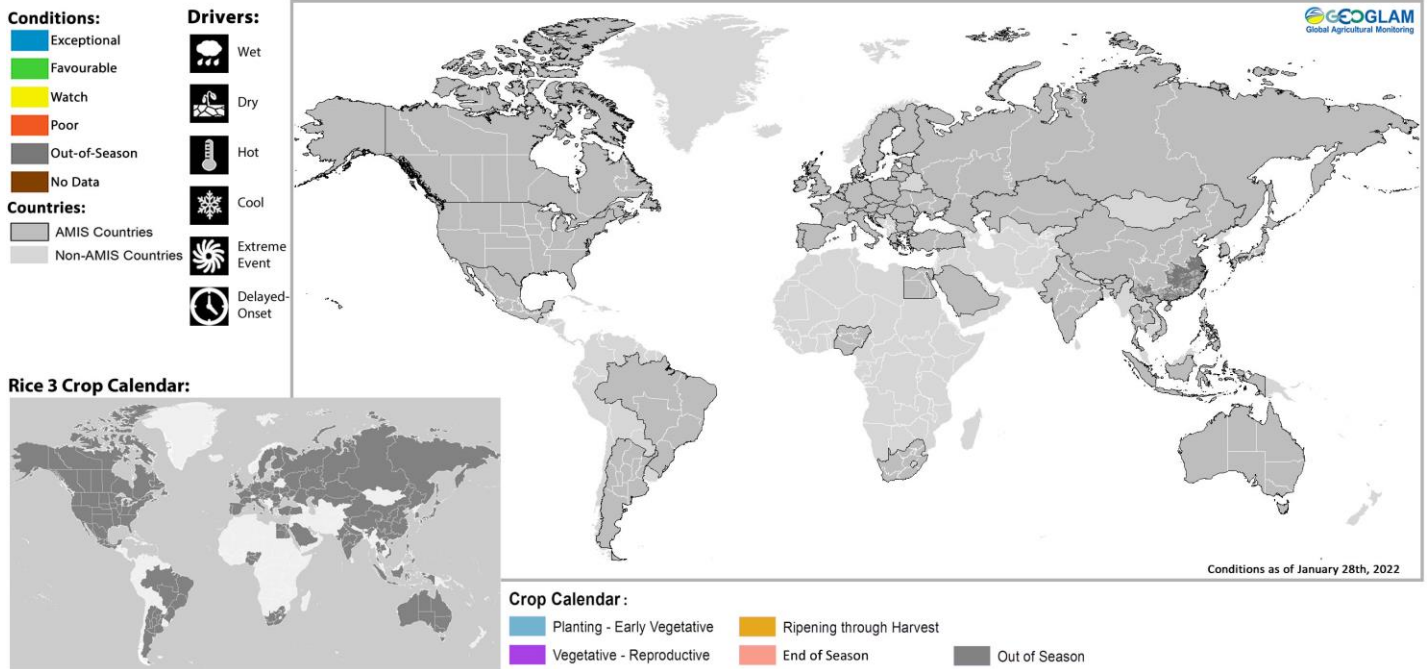 Conditions:
Exceptional
Favourable
Watch
Poor
Out-of-Season
No Data
Countries:
AMIS Countries
Non-AMIS Countries
Drivers:
Wet
Dry
Hot
Cool
Extreme
Event
Delayed-
Onset
GEOGLAM
Global Agricultural Monitoring
Conditions as of January 28th, 2022
Rice 3 Crop Calendar:
Crop Calendar :
Planting - Early Vegetative
Ripening through Harvest
Vegetative - Reproductive
End of Season
Out of Season